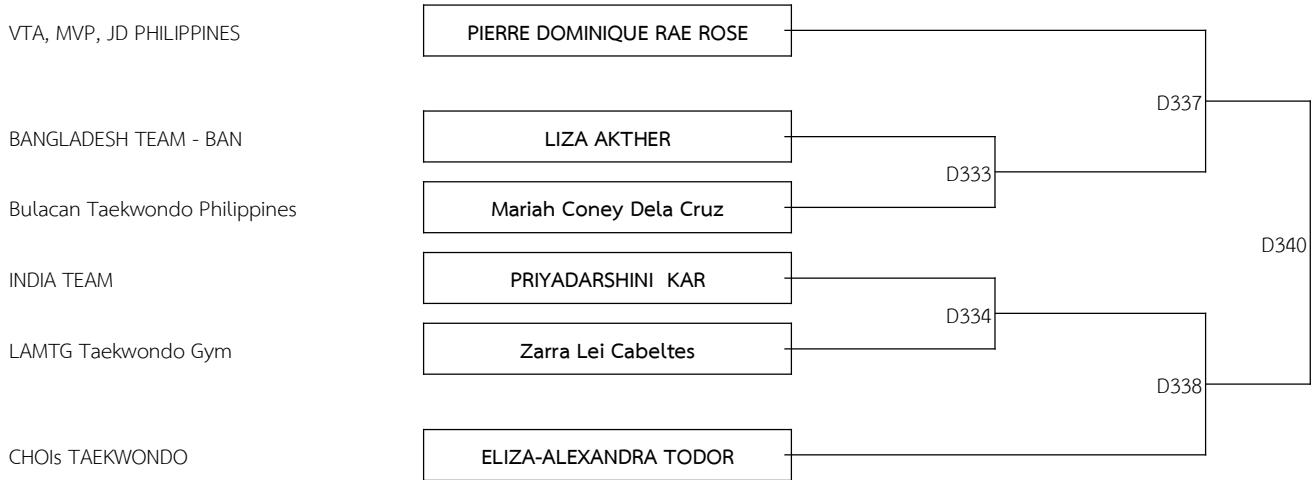 VTA, MVP, JD PHILIPPINES PIERRE DOMINIQUE RAE ROSE
D337
BANGLADESH TEAM - BAN LIZA AKTHER
D333
Bulacan Taekwondo Philippines Mariah Coney Dela Cruz
D340
INDIA TEAM PRIYADARSHINI  KAR
D334
LAMTG Taekwondo Gym Zarra Lei Cabeltes
D338
CHOIs TAEKWONDO ELIZA-ALEXANDRA TODOR